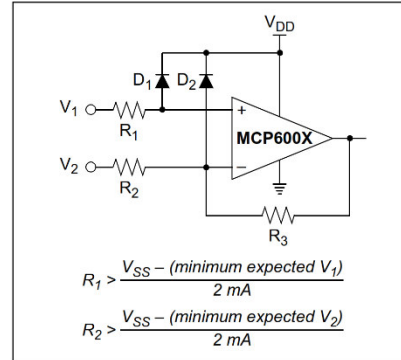 V_DD
D_1 D_2
V_1
+
R_1
MCP600X
V_2
–
R_2
R_3
R_1 > V_SS – (minimum expected V_1) / 2 mA
R_2 > V_SS – (minimum expected V_2) / 2 mA